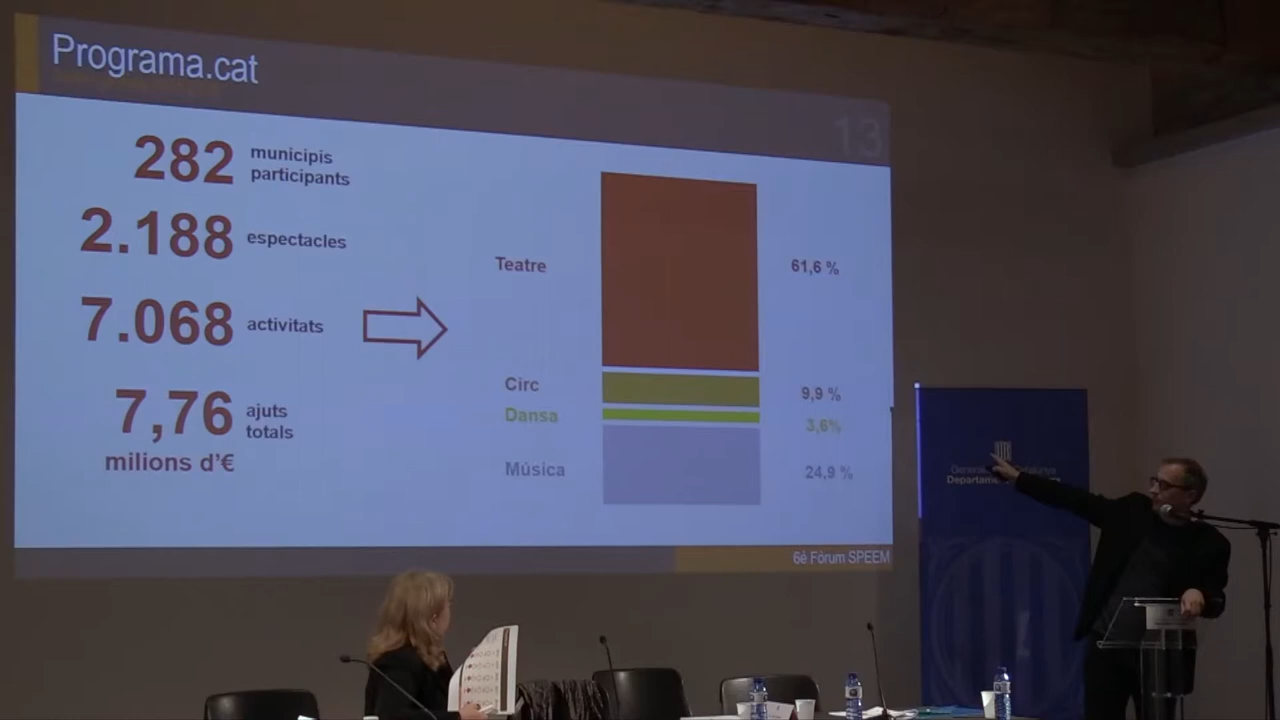 Programa.cat
13
282 municipis
participants
2.188 espectacles
7.068 activitats
7,76 ajuts
totals
milions d'€
Teatre 61,6 %
Circ 9,9 %
Dansa 3,6%
Música 24,9 %
6è Fòrum SPEEM